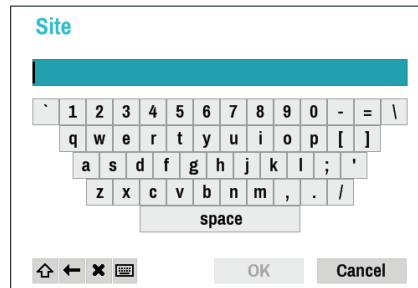 Site
` 1 2 3 4 5 6 7 8 9 0 - = \
q w e r t y u i o p [ ]
a s d f g h j k l ; '
z x c v b n m , . /
space
OK Cancel